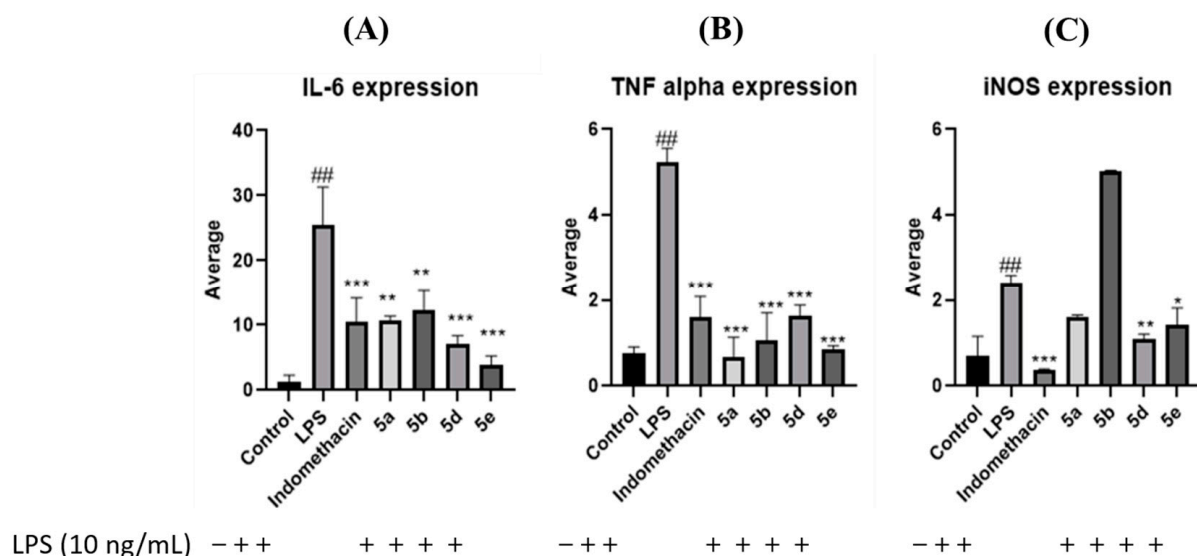 (A) (B) (C)
IL-6 expression
Average
40
30
20
10
0
##
***
**
**
***
***
Control
LPS
Indomethacin
5a
5b
5d
5e
TNF alpha expression
Average
6
4
2
0
##
***
***
***
***
***
Control
LPS
Indomethacin
5a
5b
5d
5e
iNOS expression
Average
6
4
2
0
##
***
**
*
Control
LPS
Indomethacin
5a
5b
5d
5e
LPS (10 ng/mL) − + + + + + + − + + + + + + − + + + + + +